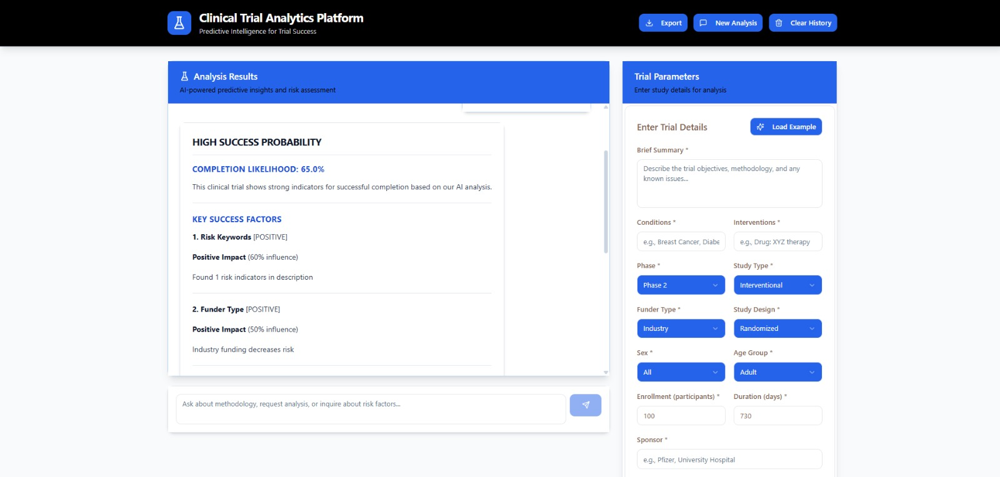 Clinical Trial Analytics Platform
Predictive Intelligence for Trial Success
Export
New Analysis
Clear History
Analysis Results
AI-powered predictive insights and risk assessment
HIGH SUCCESS PROBABILITY
COMPLETION LIKELIHOOD: 65.0%
This clinical trial shows strong indicators for successful completion based on our AI analysis.
KEY SUCCESS FACTORS
1. Risk Keywords [POSITIVE]
Positive Impact (60% influence)
Found 1 risk indicators in description
2. Funder Type [POSITIVE]
Positive Impact (50% influence)
Industry funding decreases risk
Ask about methodology, request analysis, or inquire about risk factors...
Trial Parameters
Enter study details for analysis
Enter Trial Details
Load Example
Brief Summary *
Describe the trial objectives, methodology, and any
known issues...
Conditions * Interventions *
e.g., Breast Cancer, Diabe e.g., Drug: XYZ therapy
Phase * Study Type *
Phase 2 Interventional
Funder Type * Study Design *
Industry Randomized
Sex * Age Group *
All Adult
Enrollment (participants) * Duration (days) *
100 730
Sponsor *
e.g., Pfizer, University Hospital